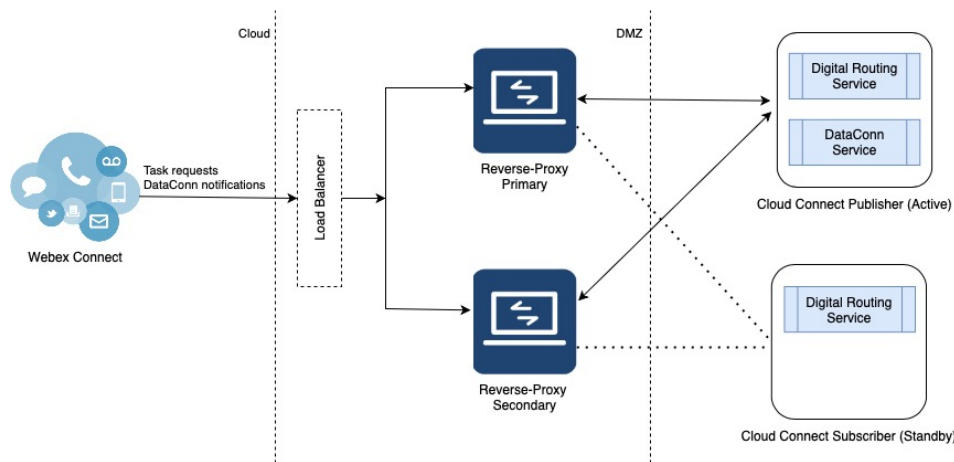 Cloud
DMZ
Digital Routing
Service
DataConn
Service
Cloud Connect Publisher (Active)
Reverse-Proxy
Primary
Task requests
DataConn notifications
Load Balancer
Webex Connect
Digital Routing
Service
Reverse-Proxy
Secondary
Cloud Connect Subscriber (Standby)